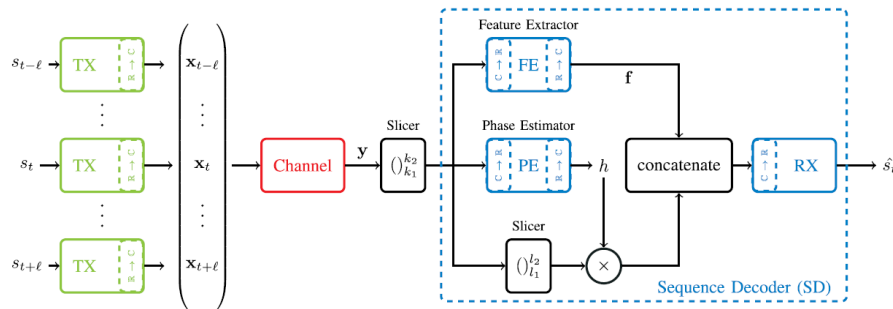 Feature Extractor
s_{t-ℓ} TX R → C x_{t-ℓ} C → R FE R → C f
⋮ ⋮
Slicer Phase Estimator
s_t TX R → C x_t Channel y ()_{k_1}^{k_2} C → R PE R → C h concatenate C → R RX
⋮ ⋮
Slicer
s_{t+ℓ} TX R → C x_{t+ℓ} ()_{l_1}^{l_2} ×
Sequence Decoder (SD)